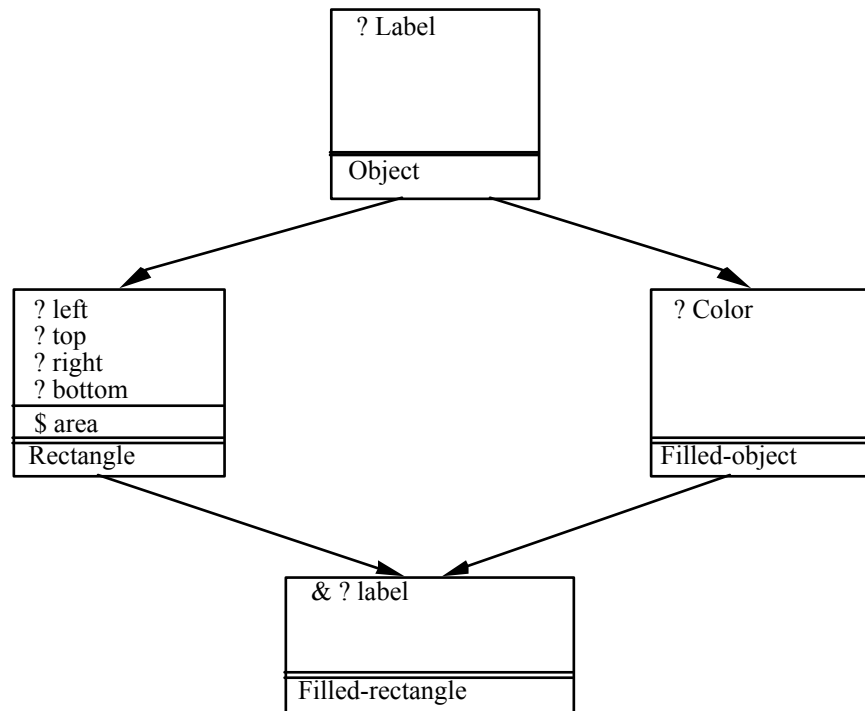 ? Label
Object
? left
? top
? right
? bottom
$ area
Rectangle
? Color
Filled-object
& ? label
Filled-rectangle